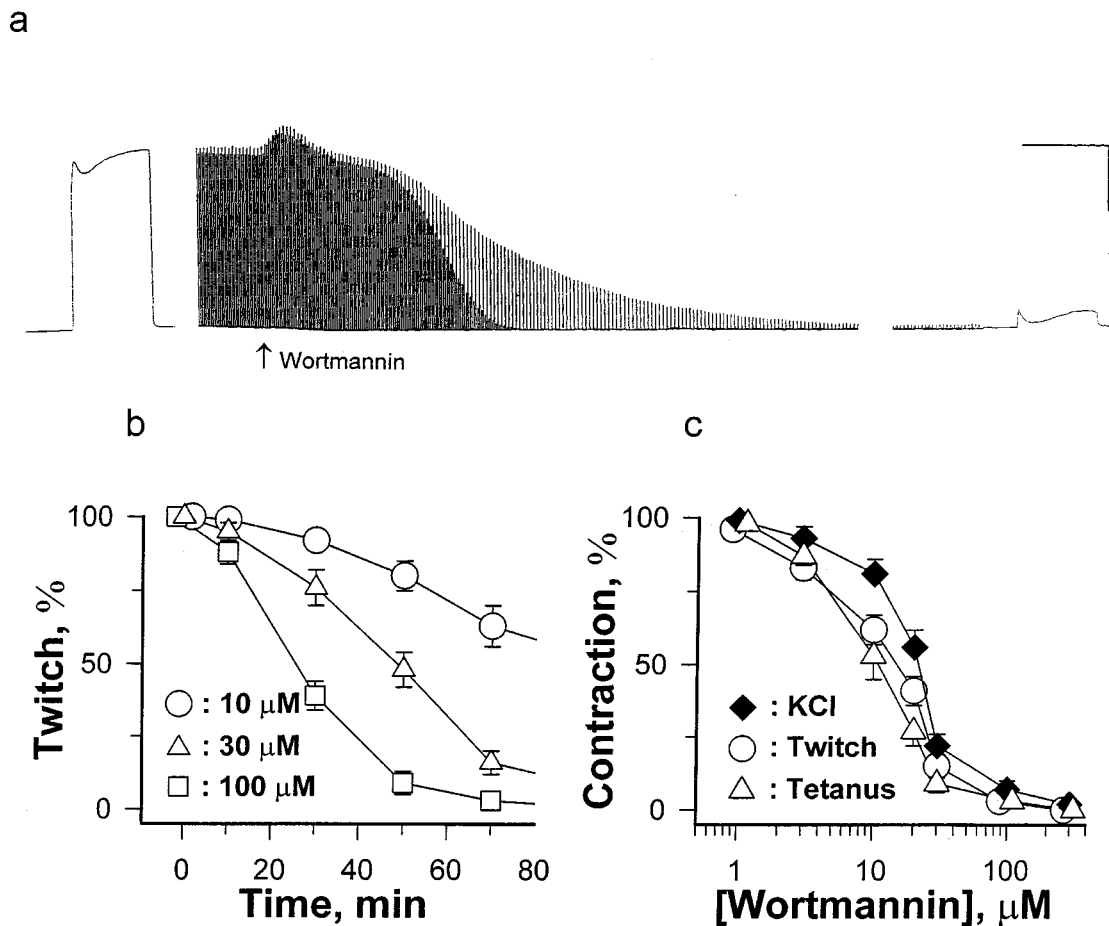 a
↑ Wortmannin
b
Twitch, %
100
50
0
○ : 10 μM
△ : 30 μM
□ : 100 μM
0 20 40 60 80
Time, min
c
Contraction, %
100
50
0
◆ : KCl
○ : Twitch
△ : Tetanus
1 10 100
[Wortmannin], μM